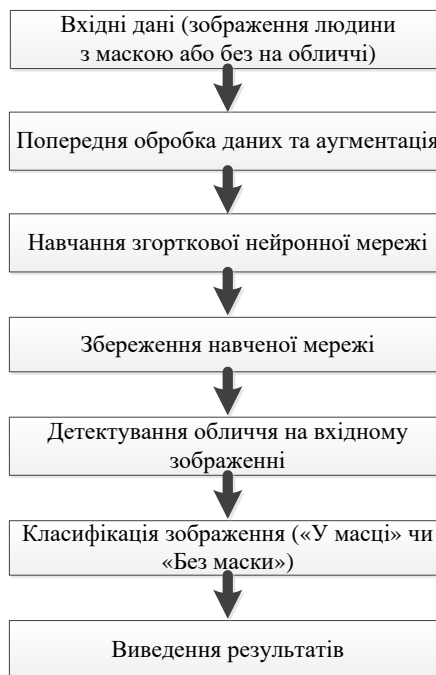 Вхідні дані (зображення людини
з маскою або без на обличчі)
Попередня обробка даних та аугментація
Навчання згорткової нейронної мережі
Збереження навченої мережі
Детектування обличчя на вхідному
зображенні
Класифікація зображення («У масці» чи
«Без маски»)
Виведення результатів